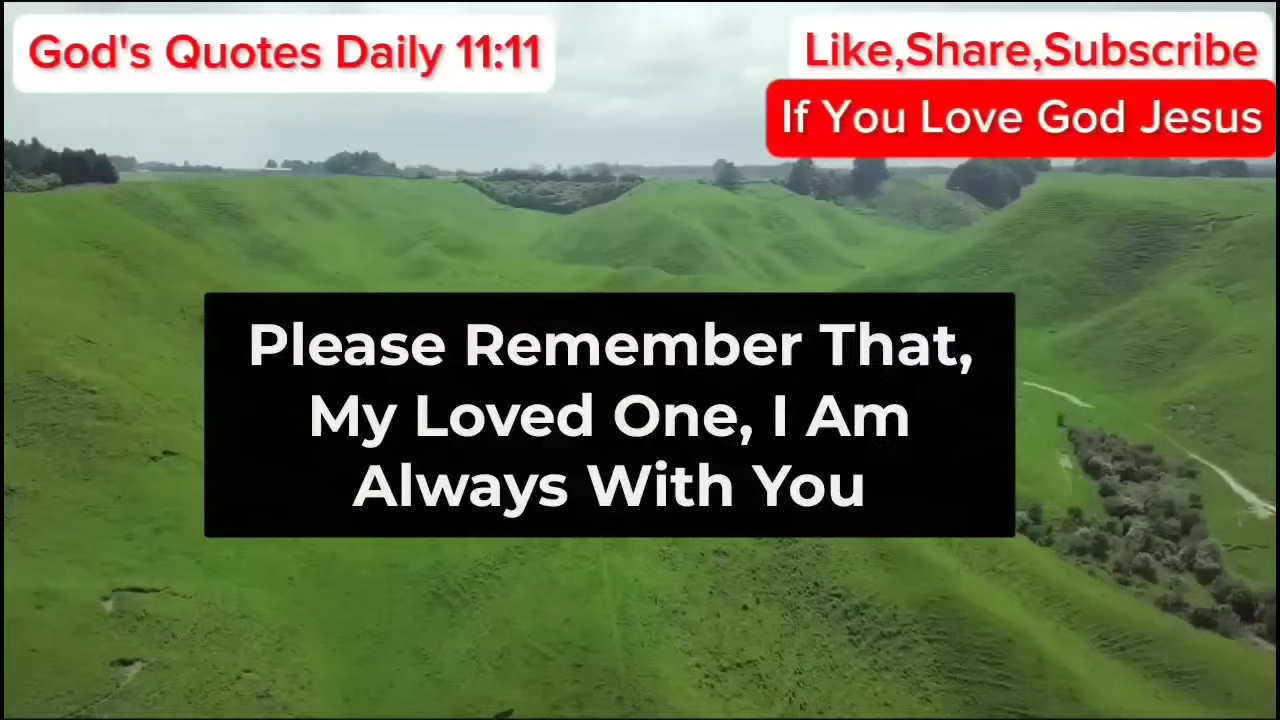 God's Quotes Daily 11:11
Like,Share,Subscribe
If You Love God Jesus
Please Remember That,
My Loved One, I Am
Always With You